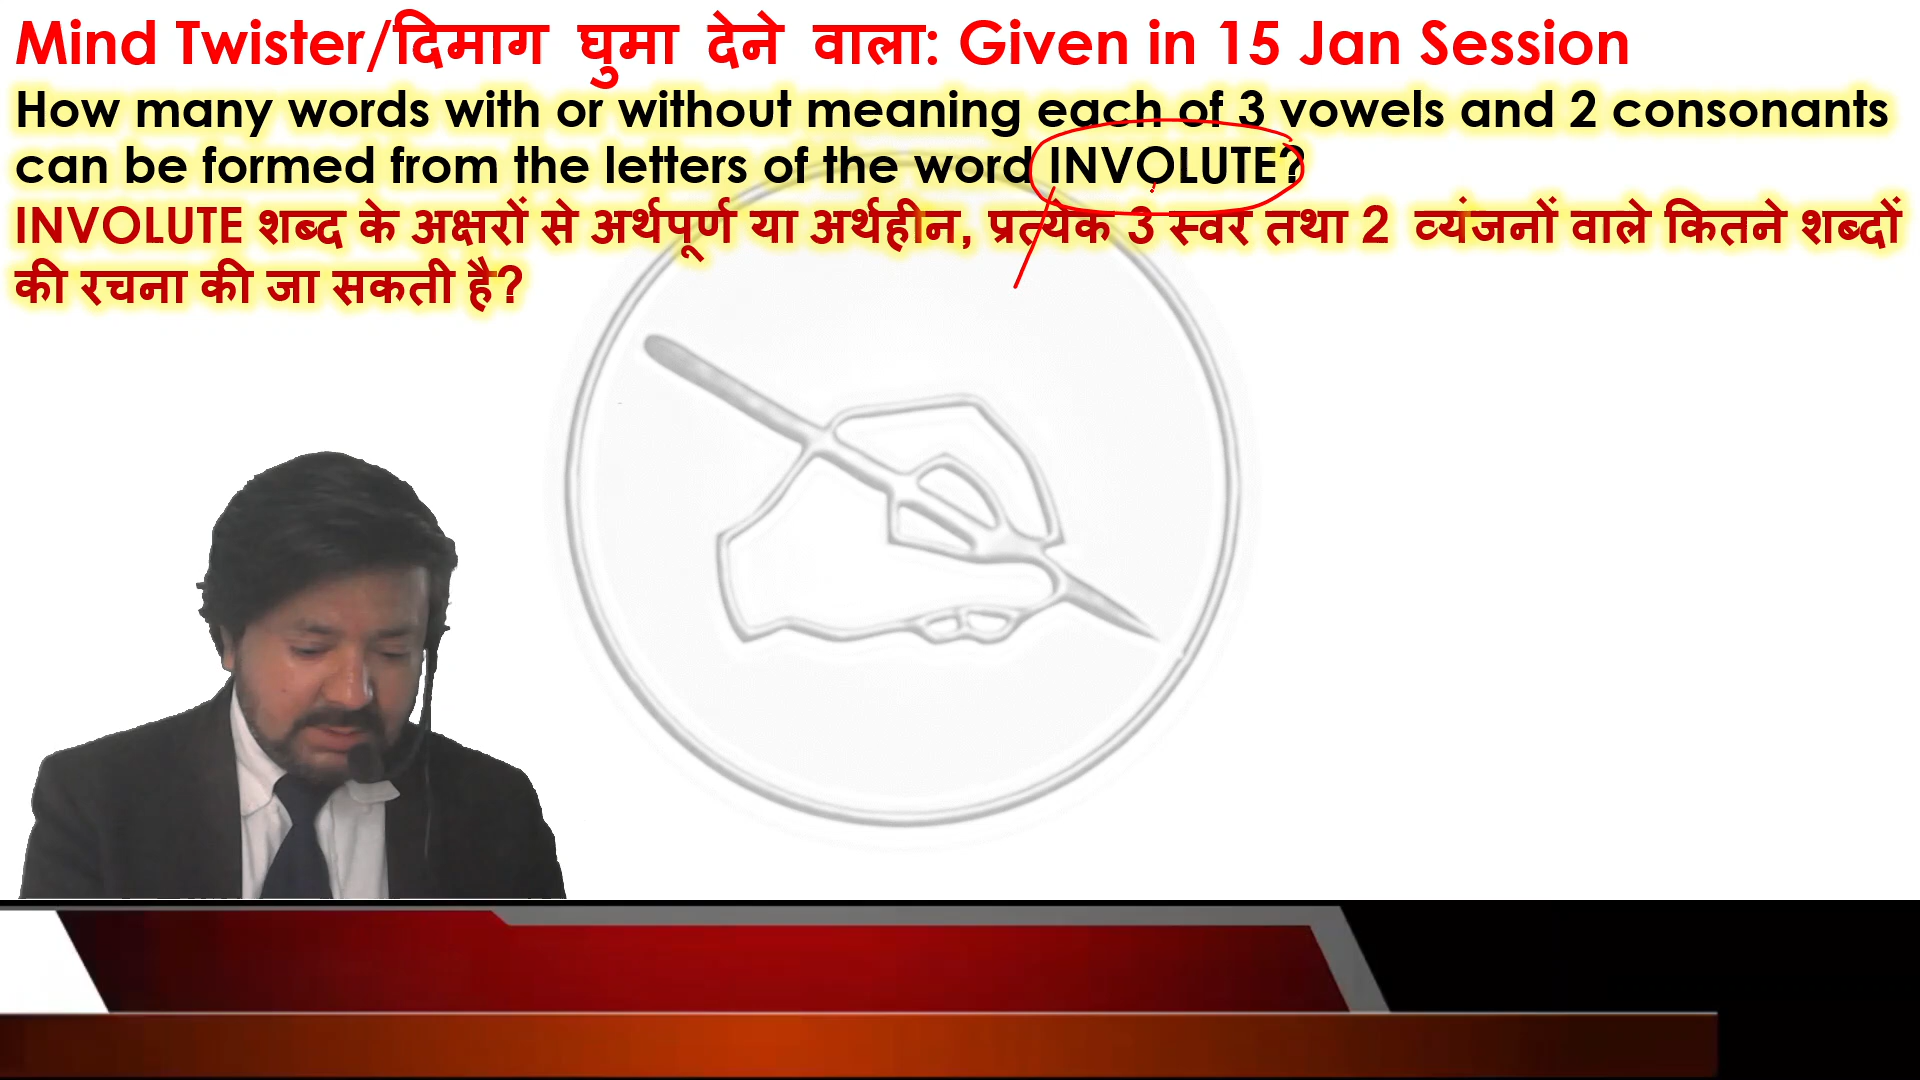 Mind Twister/दिमाग घुमा देने वाला: Given in 15 Jan Session
How many words with or without meaning each of 3 vowels and 2 consonants
can be formed from the letters of the word INVOLUTE?
INVOLUTE शब्द के अक्षरों से अर्थपूर्ण या अर्थहीन, प्रत्येक 3 स्वर तथा 2 व्यंजनों वाले कितने शब्दों
की रचना की जा सकती है?